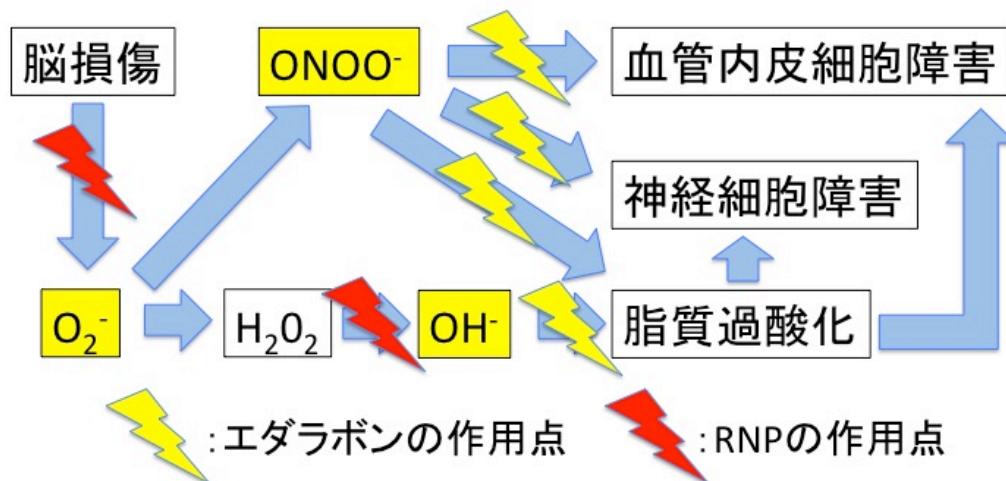 脳損傷
ONOO⁻
血管内皮細胞障害
神経細胞障害
O₂⁻
H₂0₂
OH⁻
脂質過酸化
:エダラボンの作用点
:RNPの作用点